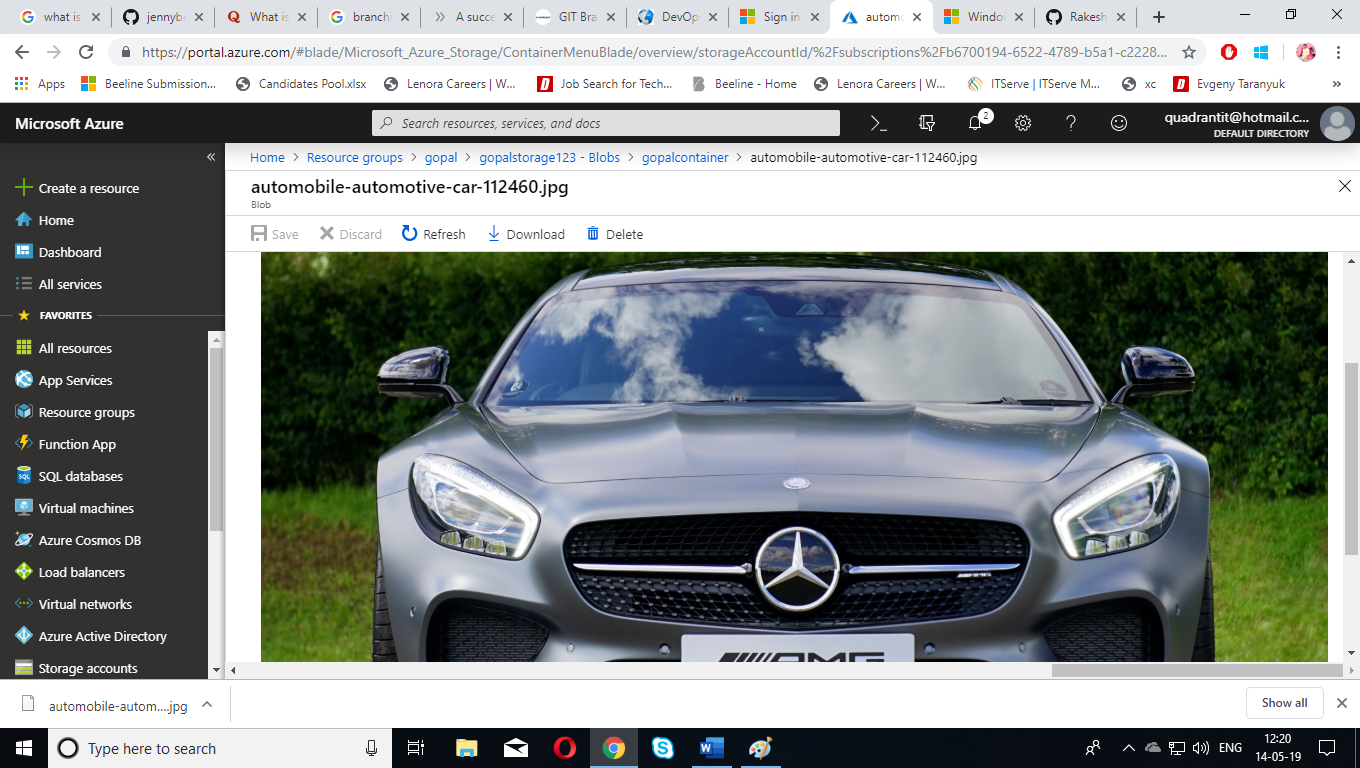 what is
jennyb
What is
branchi
A succe
GIT Bra
DevOp
Sign in
automo
Window
Rakesh
https://portal.azure.com/#blade/Microsoft_Azure_Storage/ContainerMenuBlade/overview/storageAccountId/%2Fsubscriptions%2Fb6700194-6522-4789-b5a1-c2228...
Apps
Beeline Submission...
Candidates Pool.xlsx
Lenora Careers | W...
Job Search for Tech...
Beeline - Home
Lenora Careers | W...
ITServe | ITServe M...
xc
Evgeny Taranyuk
»
Microsoft Azure
Search resources, services, and docs
2
quadrantit@hotmail.c...
DEFAULT DIRECTORY
«
Home > Resource groups > gopal > gopalstorage123 - Blobs > gopalcontainer > automobile-automotive-car-112460.jpg
automobile-automotive-car-112460.jpg
Blob
Save
Discard
Refresh
Download
Delete
Create a resource
Home
Dashboard
All services
FAVORITES
All resources
App Services
Resource groups
Function App
SQL databases
Virtual machines
Azure Cosmos DB
Load balancers
Virtual networks
Azure Active Directory
Storage accounts
AMG
automobile-autom....jpg
Show all
Type here to search
ENG
12:20
14-05-19